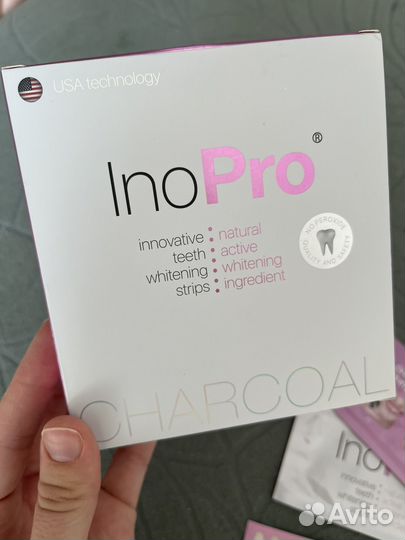 USA technology
InoPro®
innovative : natural
teeth : active
whitening : whitening
strips : ingredient
NO PEROXIDE
QUALITY AND SAFETY
CHARCOAL
Ino
innovative
teeth
Avito